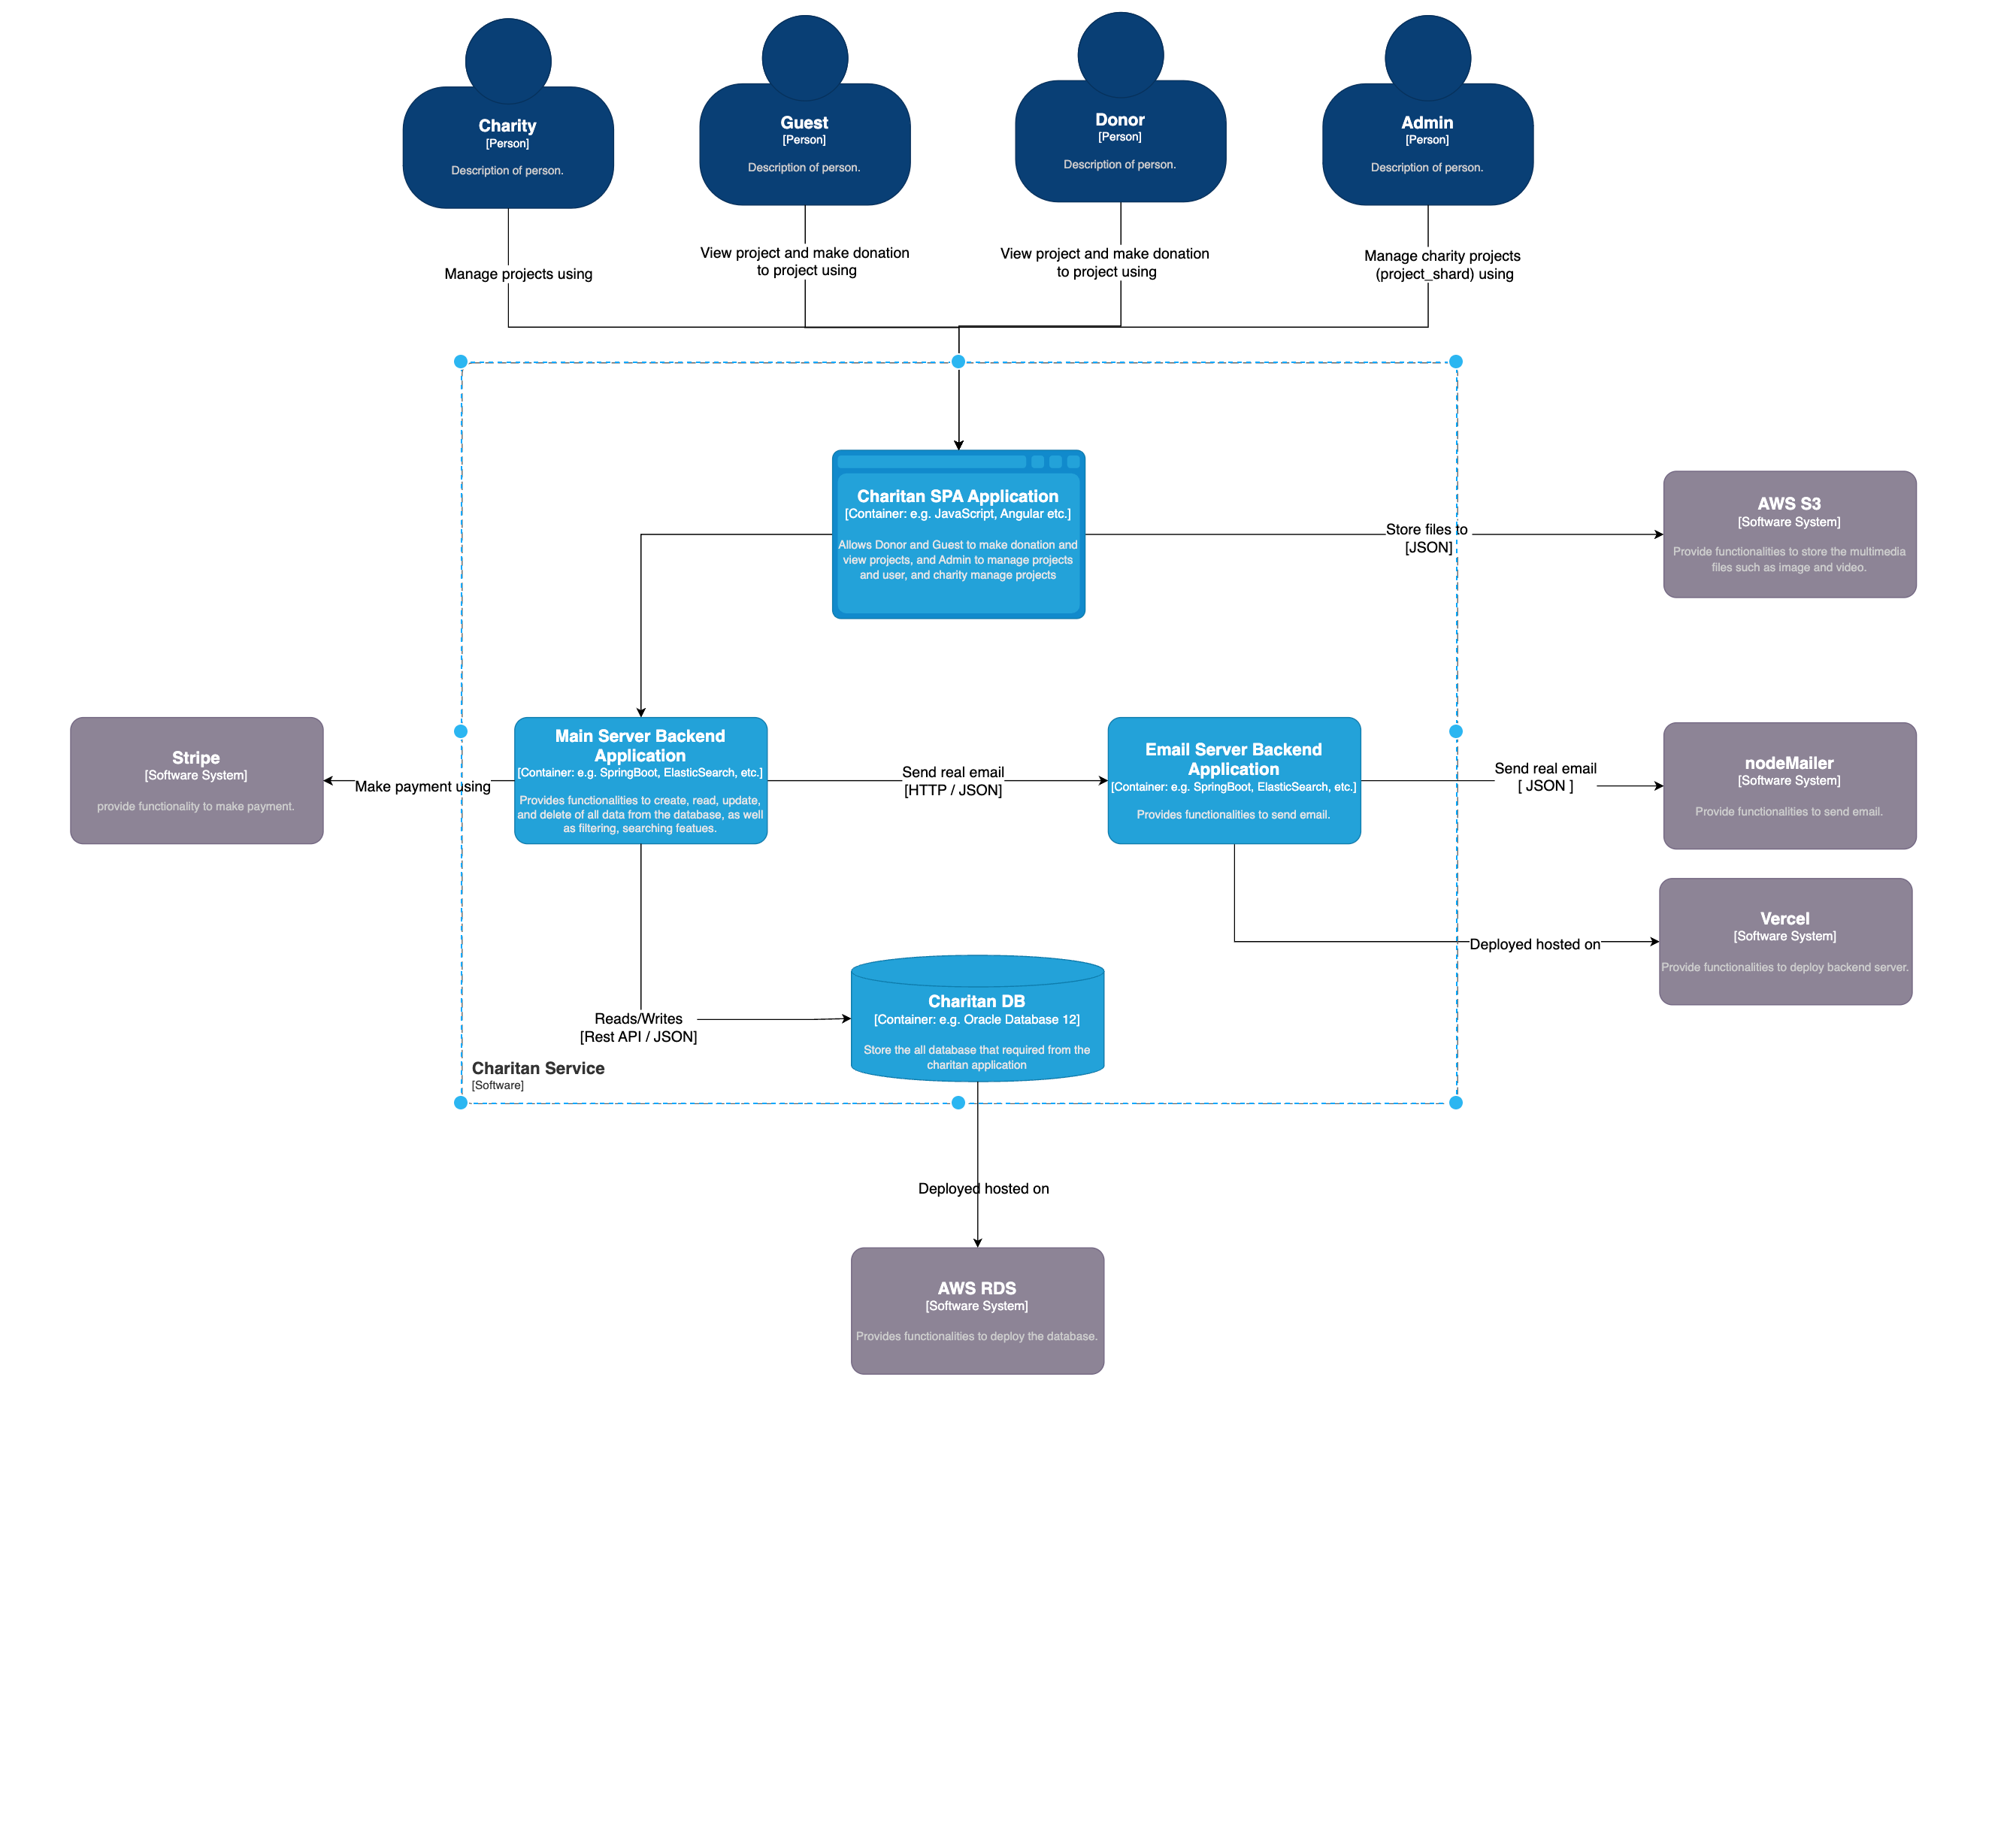 Charity
[Person]
Description of person.
Guest
[Person]
Description of person.
Donor
[Person]
Description of person.
Admin
[Person]
Description of person.
Manage projects using
View project and make donation
to project using
View project and make donation
to project using
Manage charity projects
(project_shard) using
Charitan SPA Application
[Container: e.g. JavaScript, Angular etc.]
Allows Donor and Guest to make donation and
view projects, and Admin to manage projects
and user, and charity manage projects
Store files to
[JSON]
AWS S3
[Software System]
Provide functionalities to store the multimedia
files such as image and video.
Stripe
[Software System]
provide functionality to make payment.
Make payment using
Main Server Backend
Application
[Container: e.g. SpringBoot, ElasticSearch, etc.]
Provides functionalities to create, read, update,
and delete of all data from the database, as well
as filtering, searching featues.
Send real email
[HTTP / JSON]
Email Server Backend
Application
[Container: e.g. SpringBoot, ElasticSearch, etc.]
Provides functionalities to send email.
Send real email
[ JSON ]
nodeMailer
[Software System]
Provide functionalities to send email.
Deployed hosted on
Vercel
[Software System]
Provide functionalities to deploy backend server.
Reads/Writes
[Rest API / JSON]
Charitan DB
[Container: e.g. Oracle Database 12]
Store the all database that required from the
charitan application
Charitan Service
[Software]
Deployed hosted on
AWS RDS
[Software System]
Provides functionalities to deploy the database.